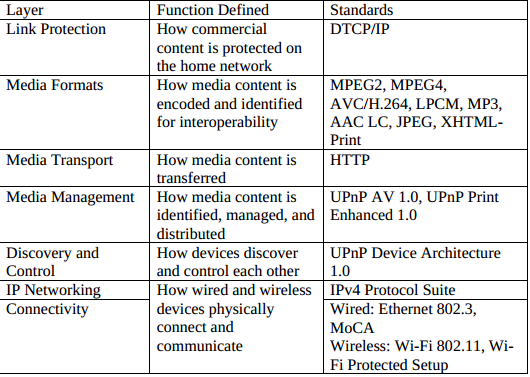 Layer Function Defined Standards
Link Protection How commercial DTCP/IP
content is protected on
the home network
Media Formats How media content is MPEG2, MPEG4,
encoded and identified AVC/H.264, LPCM, MP3,
for interoperability AAC LC, JPEG, XHTML-
Print
Media Transport How media content is HTTP
transferred
Media Management How media content is UPnP AV 1.0, UPnP Print
identified, managed, and Enhanced 1.0
distributed
Discovery and How devices discover UPnP Device Architecture
Control and control each other 1.0
IP Networking How wired and wireless IPv4 Protocol Suite
Connectivity devices physically Wired: Ethernet 802.3,
connect and MoCA
communicate Wireless: Wi-Fi 802.11, Wi-
Fi Protected Setup